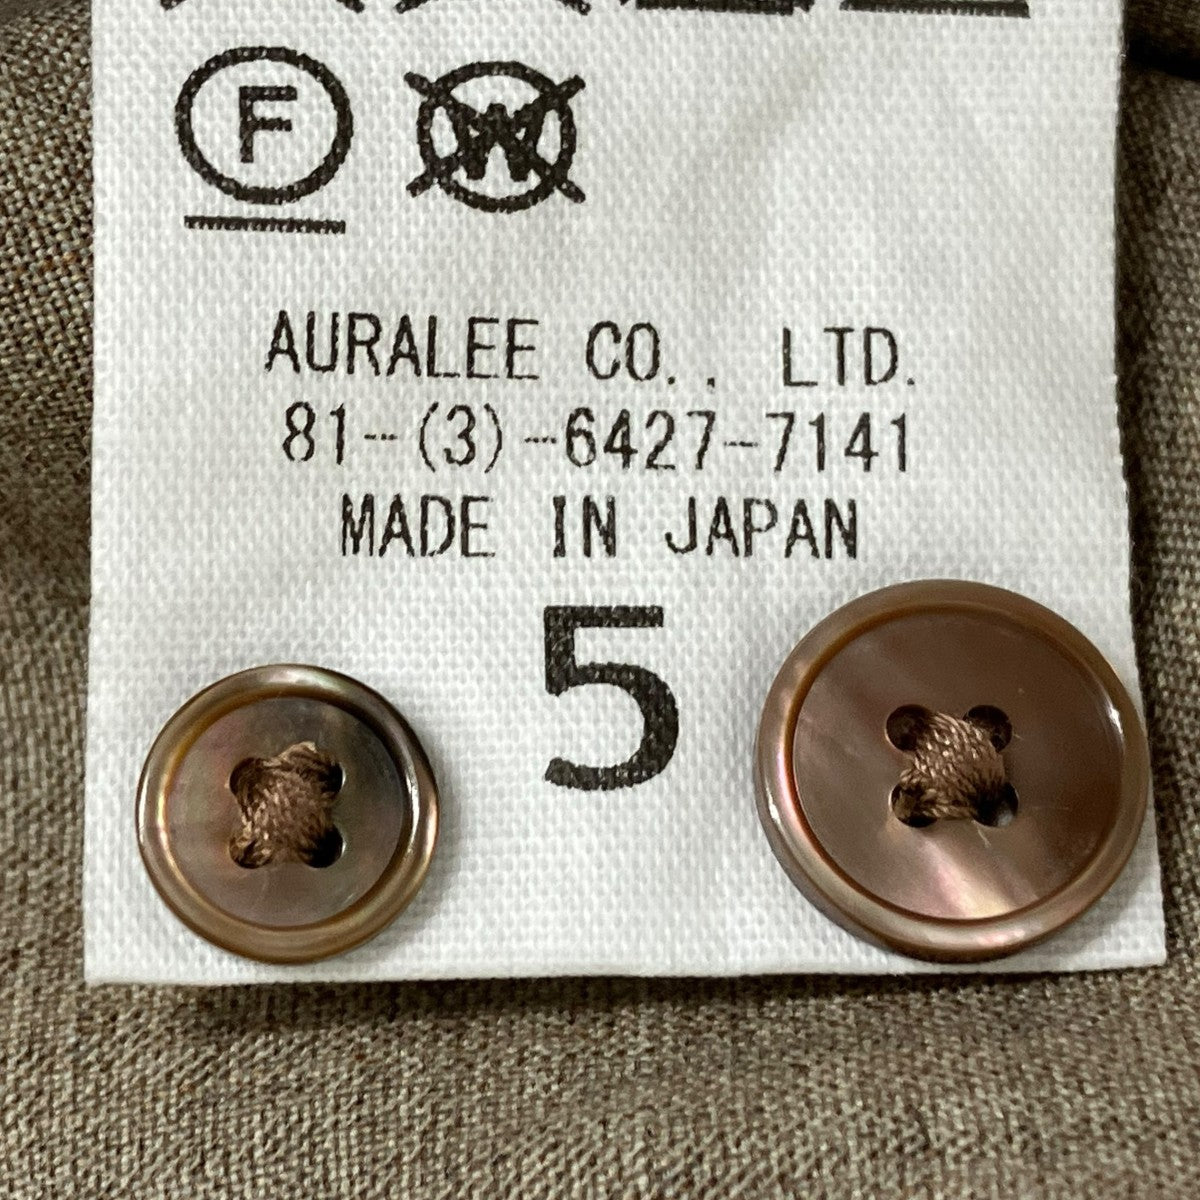 F W
AURALEE CO., LTD.
81-(3)-6427-7141
MADE IN JAPAN
5